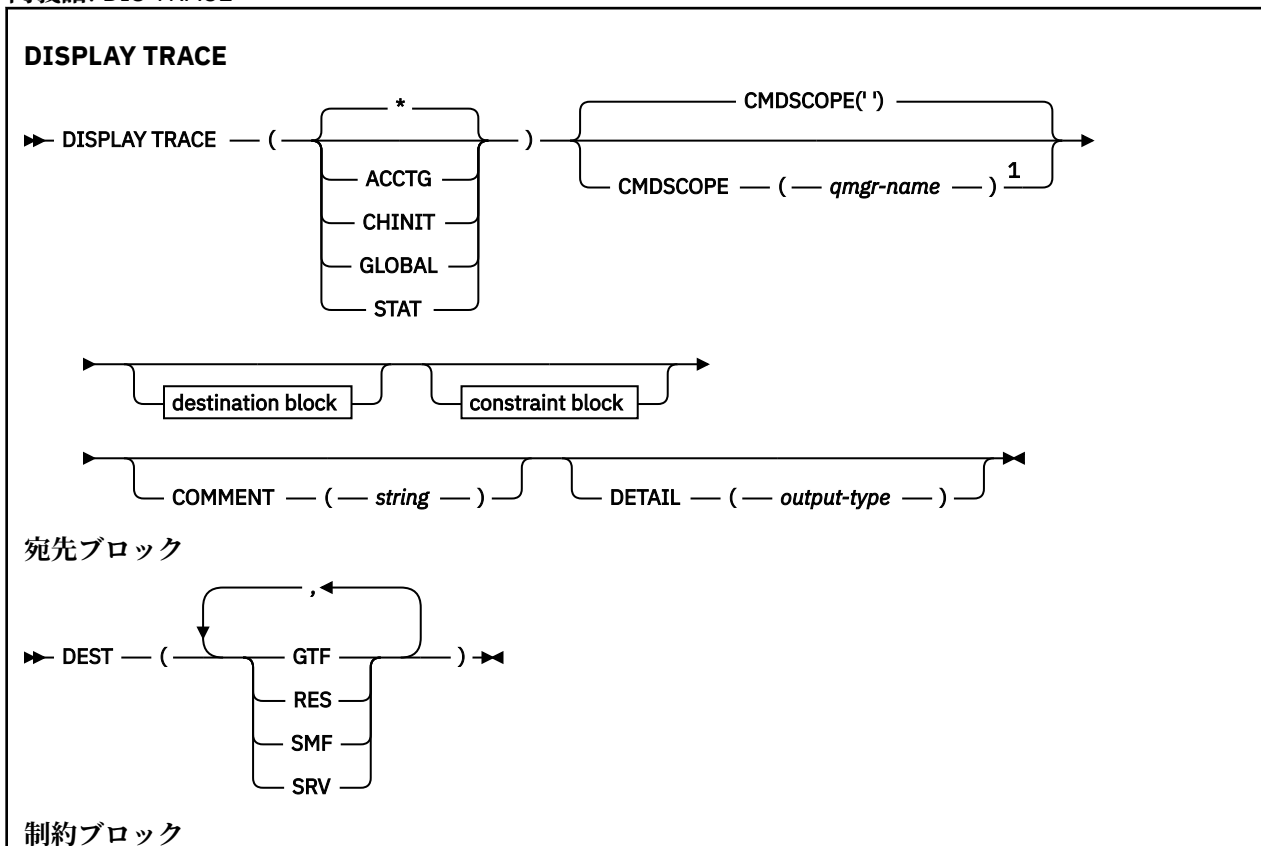 DISPLAY TRACE
*
CMDSCOPE(' ')
DISPLAY TRACE ( )
ACCTG
CHINIT
GLOBAL
STAT
CMDSCOPE ( qmgr-name ) 1
destination block
constraint block
COMMENT ( string )
DETAIL ( output-type )
宛先ブロック
,
DEST ( GTF )
RES
SMF
SRV
制約ブロック